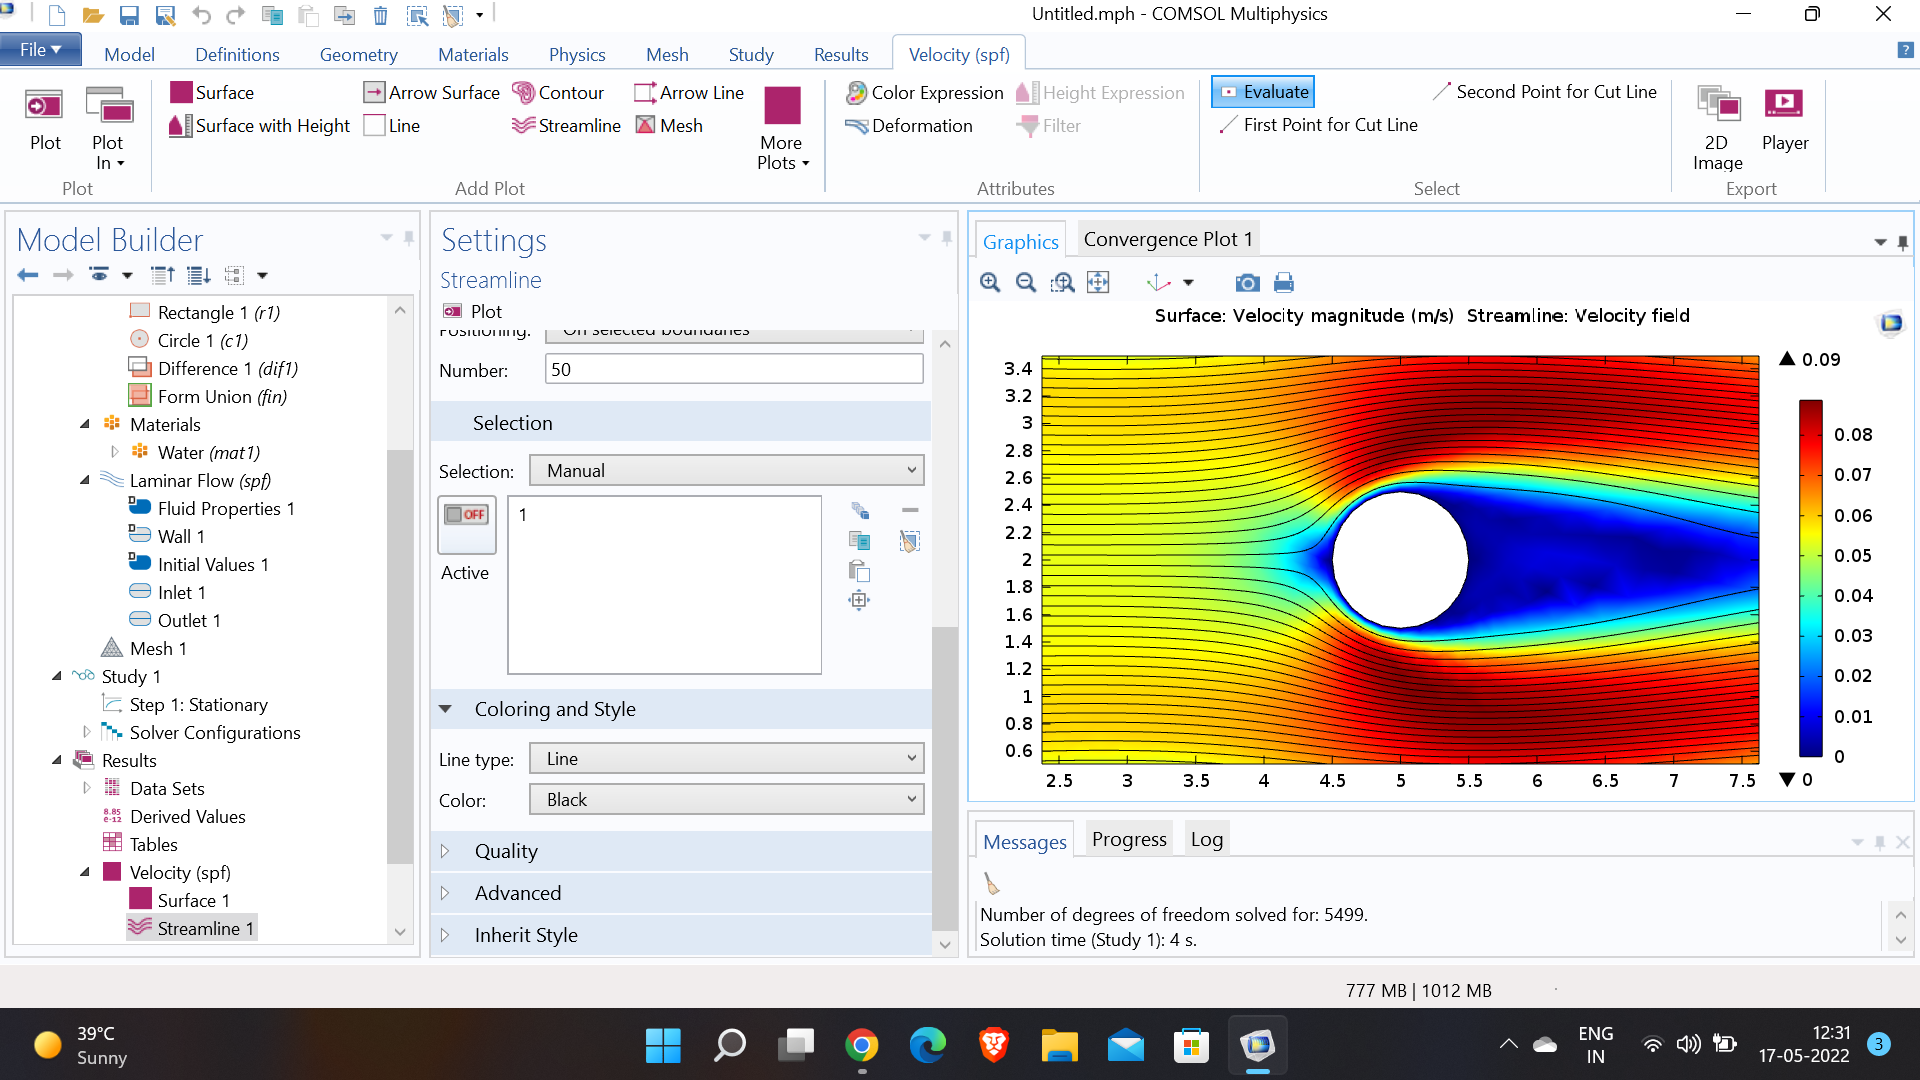 Untitled.mph - COMSOL Multiphysics
File
Model
Definitions
Geometry
Materials
Physics
Mesh
Study
Results
Velocity (spf)
?
Plot
Plot In
Plot
Surface
Arrow Surface
Contour
Arrow Line
Surface with Height
Line
Streamline
Mesh
More Plots
Add Plot
Color Expression
Height Expression
Deformation
Filter
Attributes
Evaluate
Second Point for Cut Line
First Point for Cut Line
Select
2D Image
Player
Export
Model Builder
Rectangle 1 (r1)
Circle 1 (c1)
Difference 1 (dif1)
Form Union (fin)
Materials
Water (mat1)
Laminar Flow (spf)
Fluid Properties 1
Wall 1
Initial Values 1
Inlet 1
Outlet 1
Mesh 1
Study 1
Step 1: Stationary
Solver Configurations
Results
Data Sets
8.85
e-12
Derived Values
Tables
Velocity (spf)
Surface 1
Streamline 1
Settings
Streamline
Plot
Positioning: On selected boundaries
Number: 50
Selection
Selection: Manual
OFF
Active
1
Coloring and Style
Line type: Line
Color: Black
Quality
Advanced
Inherit Style
Graphics
Convergence Plot 1
Surface: Velocity magnitude (m/s) Streamline: Velocity field
3.4
3.2
3
2.8
2.6
2.4
2.2
2
1.8
1.6
1.4
1.2
1
0.8
0.6
2.5 3 3.5 4 4.5 5 5.5 6 6.5 7 7.5
▲ 0.09
0.08
0.07
0.06
0.05
0.04
0.03
0.02
0.01
0
▼ 0
Messages
Progress
Log
Number of degrees of freedom solved for: 5499.
Solution time (Study 1): 4 s.
777 MB | 1012 MB
39°C
Sunny
ENG
IN
12:31
17-05-2022
3